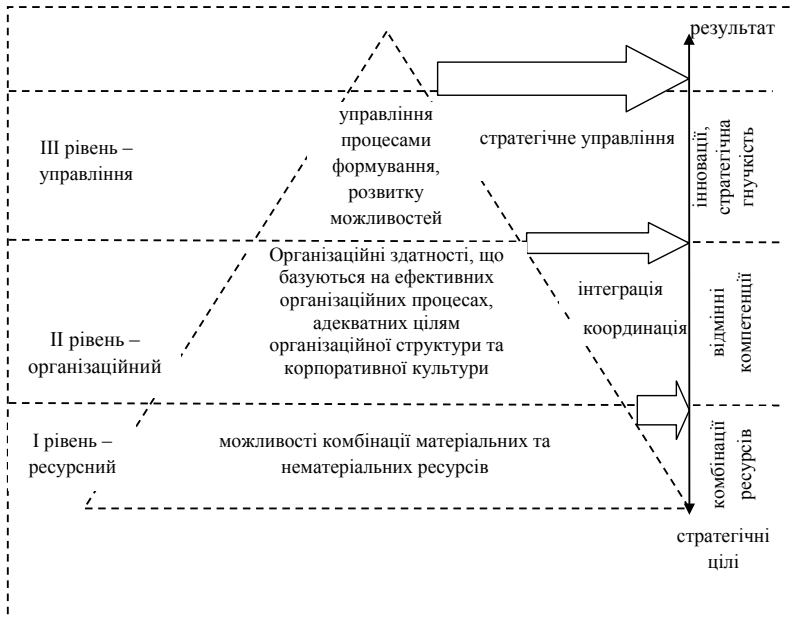 результат
управління
процесами
формування,
розвитку
можливостей
стратегічне управління
III рівень –
управління
інновації,
стратегічна
гнучкість
Організаційні здатності, що
базуються на ефективних
організаційних процесах,
адекватних цілям
організаційної структури та
корпоративної культури
інтеграція
координація
II рівень –
організаційний
відмінні
компетенції
I рівень –
ресурсний
можливості комбінації матеріальних та
нематеріальних ресурсів
комбінації
ресурсів
стратегічні
цілі